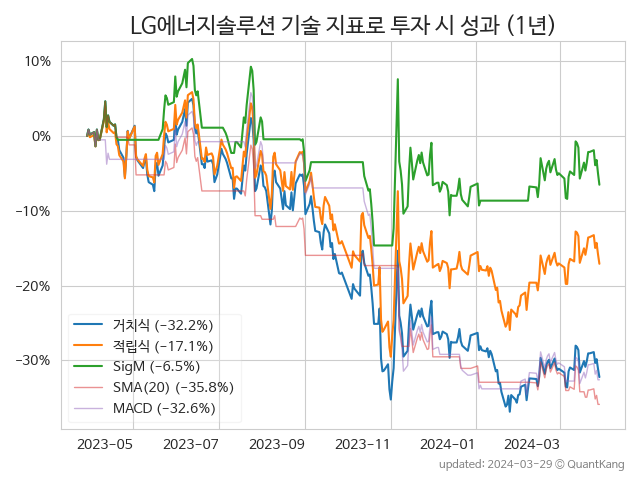 LG에너지솔루션 기술 지표로 투자 시 성과 (1년)
10%
0%
−10%
−20%
−30%
거치식 (−32.2%)
적립식 (−17.1%)
SigM (−6.5%)
SMA(20) (−35.8%)
MACD (−32.6%)
2023-05 2023-07 2023-09 2023-11 2024-01 2024-03
updated: 2024-03-29 ⓒ QuantKang